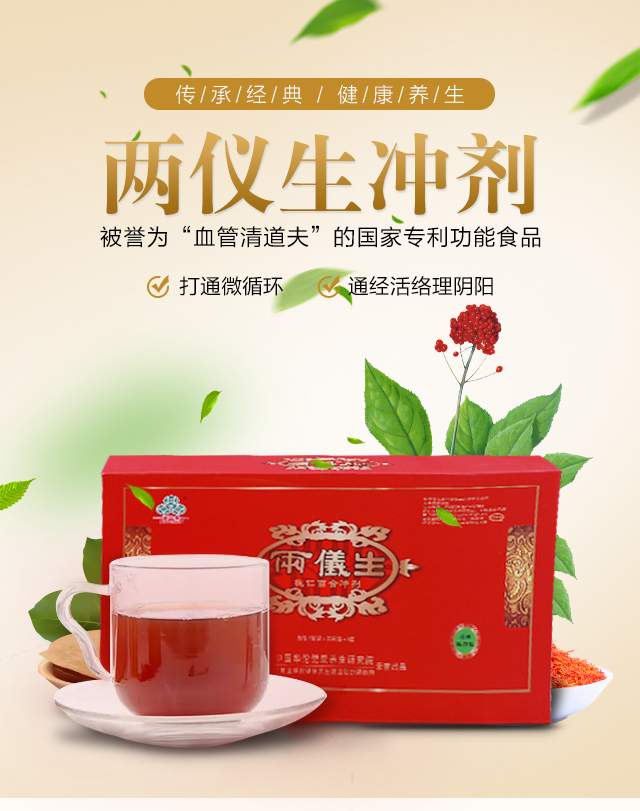 传/承/经/典 / 健/康/养/生
两仪生冲剂
被誉为“血管清道夫”的国家专利功能食品
打通微循环 通经活络理阴阳
兩儀生